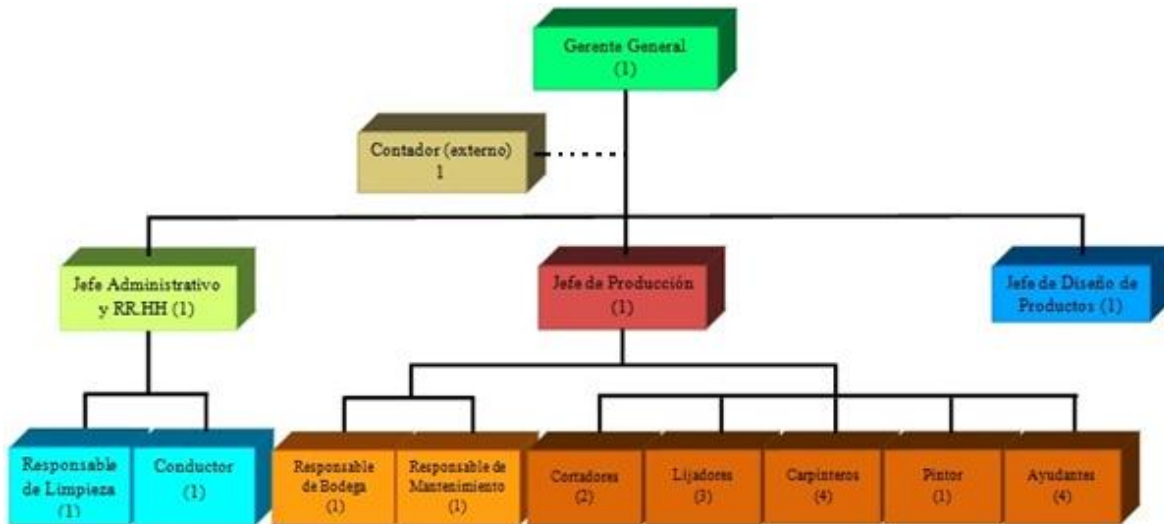 Gerente General
(1)
Contador (externo)
1
Jefe Administrativo
y RR.HH (1)
Jefe de Producción
(1)
Jefe de Diseño de
Productos (1)
Responsable
de Limpieza
(1)
Conductor
(1)
Responsable
de Bodega
(1)
Responsable de
Mantenimiento
(1)
Cortadores
(2)
Lijadores
(3)
Carpinteros
(4)
Pintor
(1)
Ayudantes
(4)